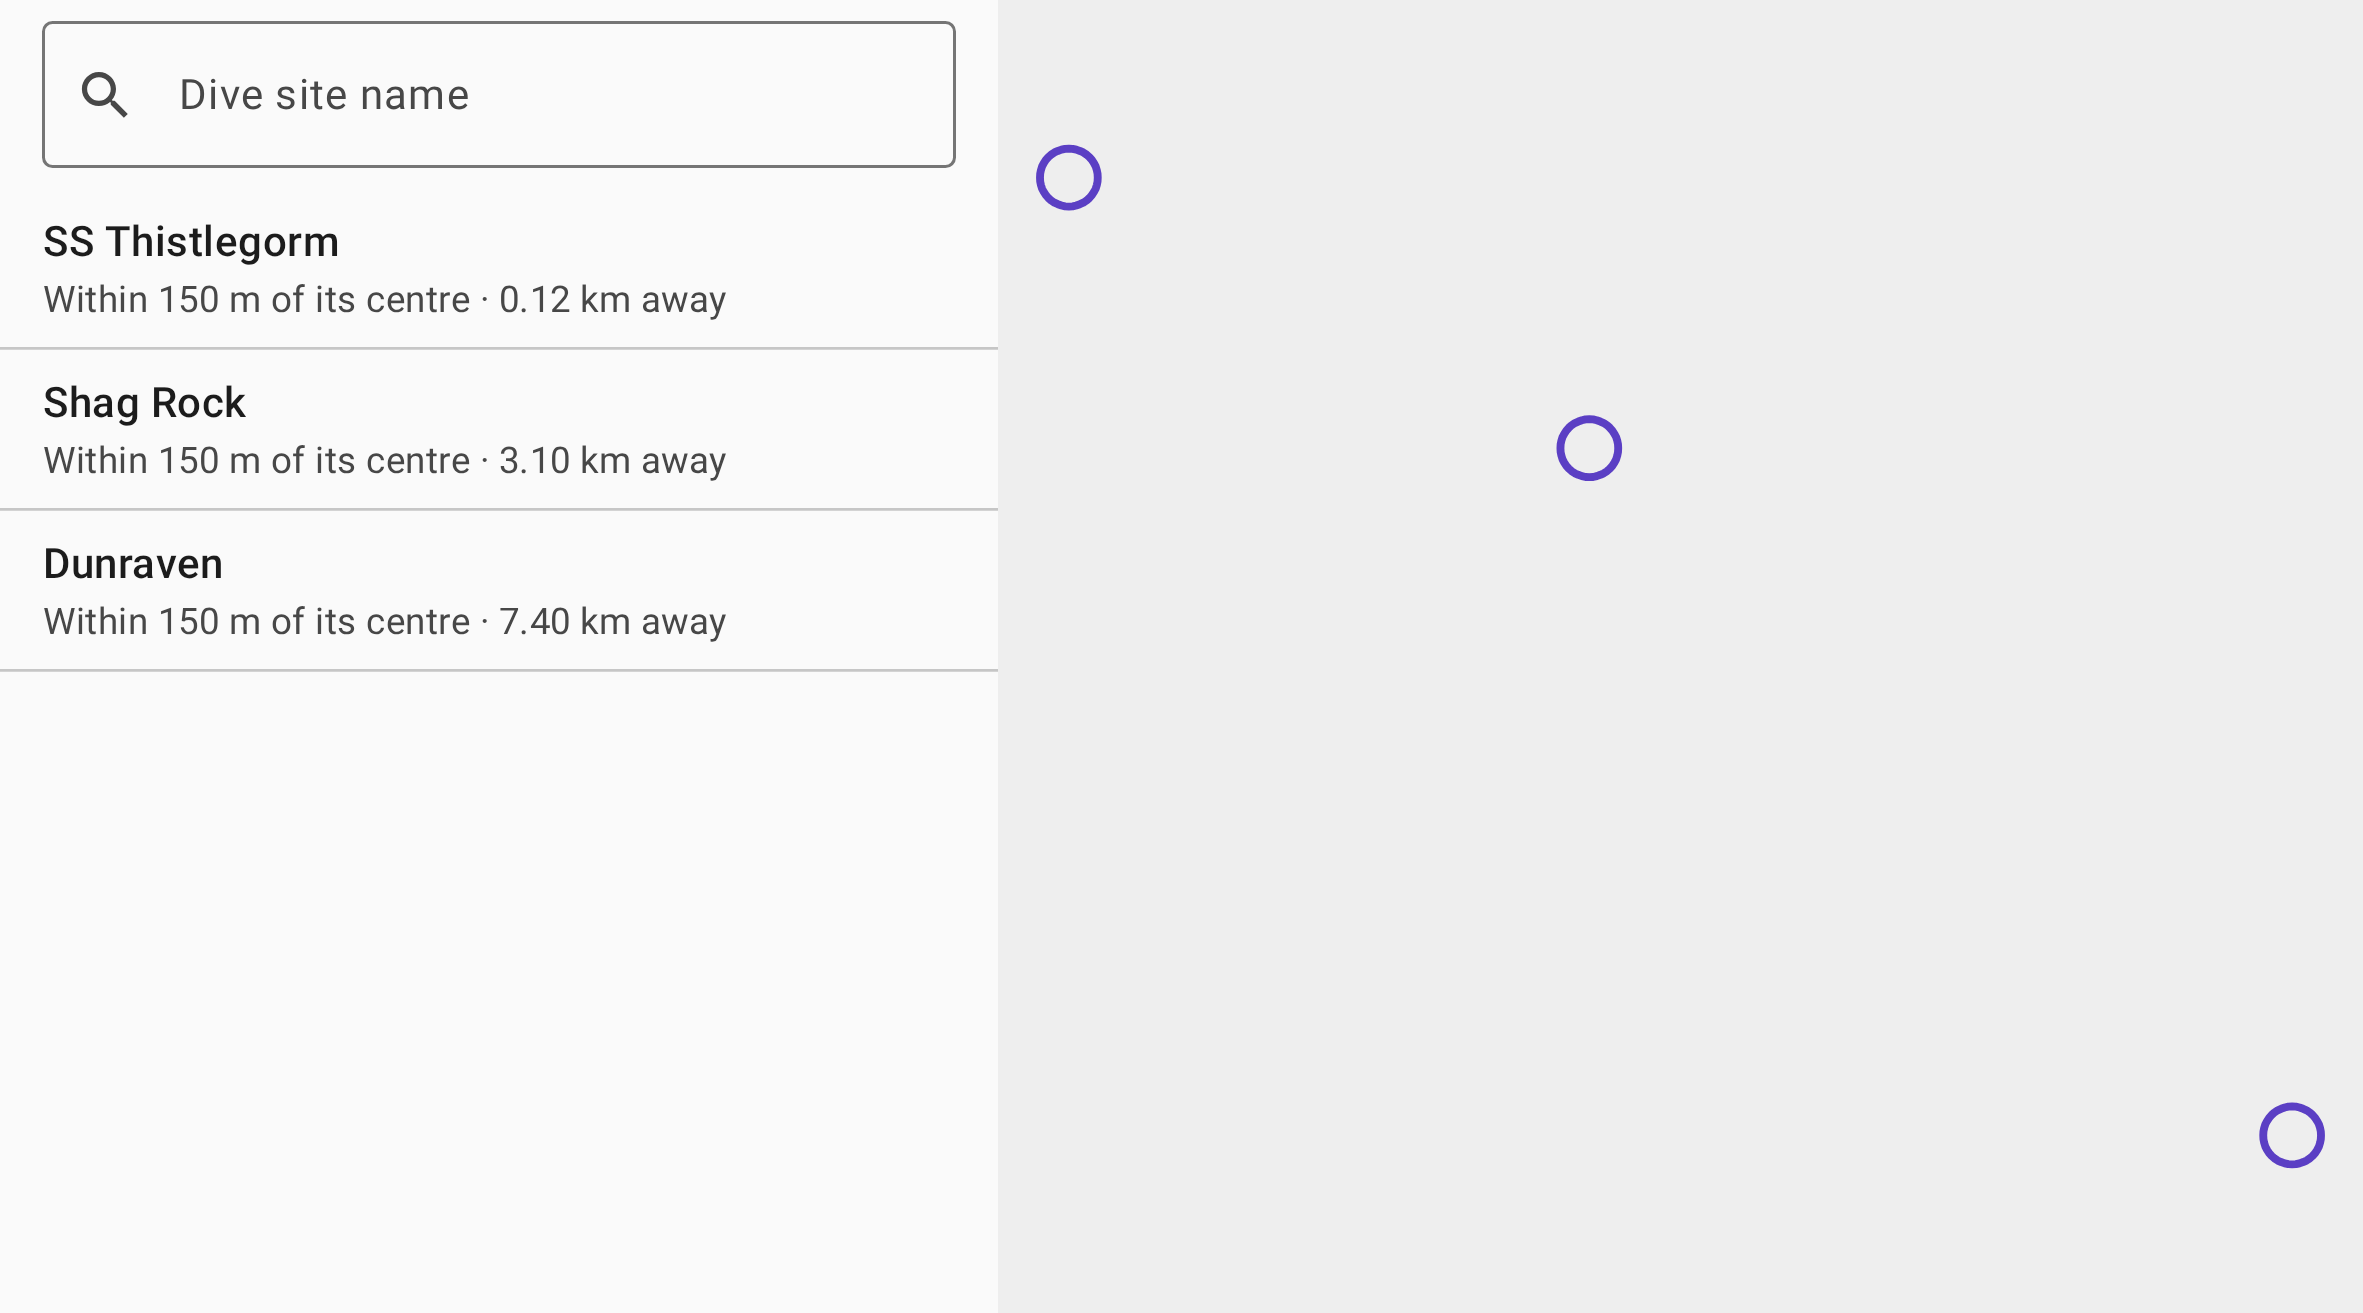 Dive site name
SS Thistlegorm
Within 150 m of its centre · 0.12 km away
Shag Rock
Within 150 m of its centre · 3.10 km away
Dunraven
Within 150 m of its centre · 7.40 km away